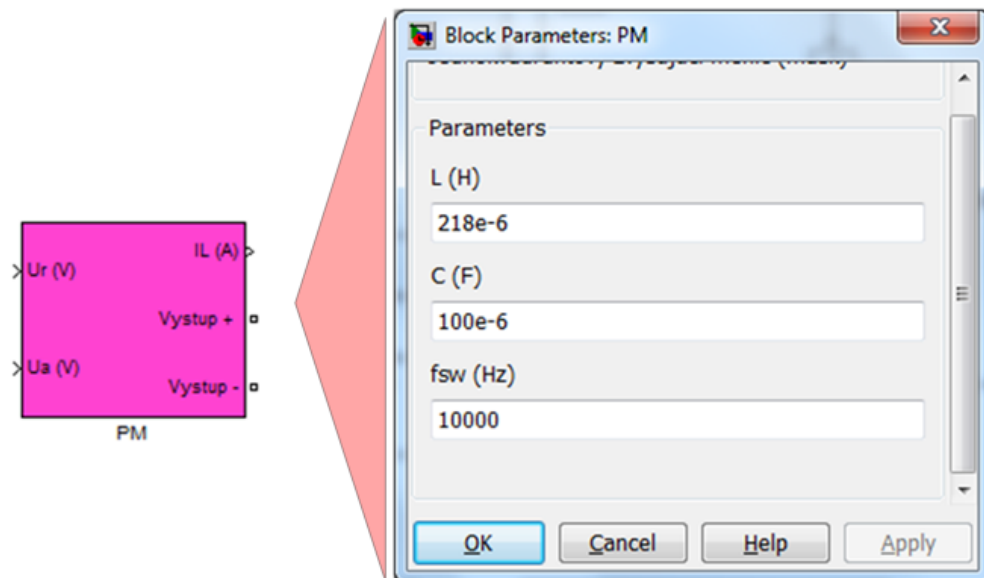 Block Parameters: PM
Parameters
L (H)
218e-6
C (F)
100e-6
fsw (Hz)
10000
OK
Cancel
Help
Apply
IL (A)
Ur (V)
Vystup +
Ua (V)
Vystup -
PM